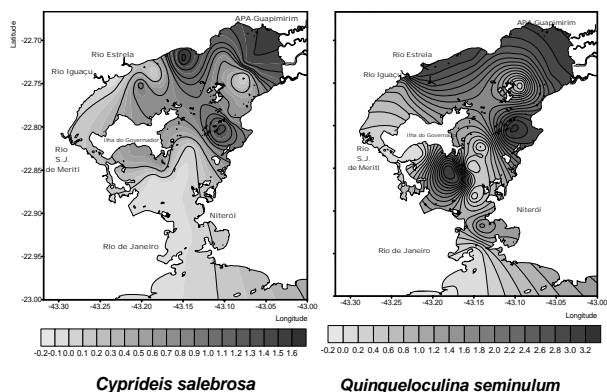 Latitude
-22.70
-22.75
-22.80
-22.85
-22.90
-22.95
-23.00
APA-Guapimirim
Rio Estrela
Rio Iguaçu
Ilha do Governador
Rio
S.J.
de Merití
Niterói
Rio de Janeiro
-43.30 -43.25 -43.20 -43.15 -43.10 -43.05 -43.00
Longitude
-0.2 -0.1 0.0 0.1 0.2 0.3 0.4 0.5 0.6 0.7 0.8 0.9 1.0 1.1 1.2 1.3 1.4 1.5 1.6
Cyprideis salebrosa
APA-Guapimirim
Rio Estrela
Rio Iguaçu
Ilha do Governador
Rio
S.J.
de Merití
Niterói
Rio de Janeiro
-43.30 -43.25 -43.20 -43.15 -43.10 -43.05 -43.00
Longitude
-0.2 0.0 0.2 0.4 0.6 0.8 1.0 1.2 1.4 1.6 1.8 2.0 2.2 2.4 2.6 2.8 3.0 3.2
Quinqueloculina seminulum